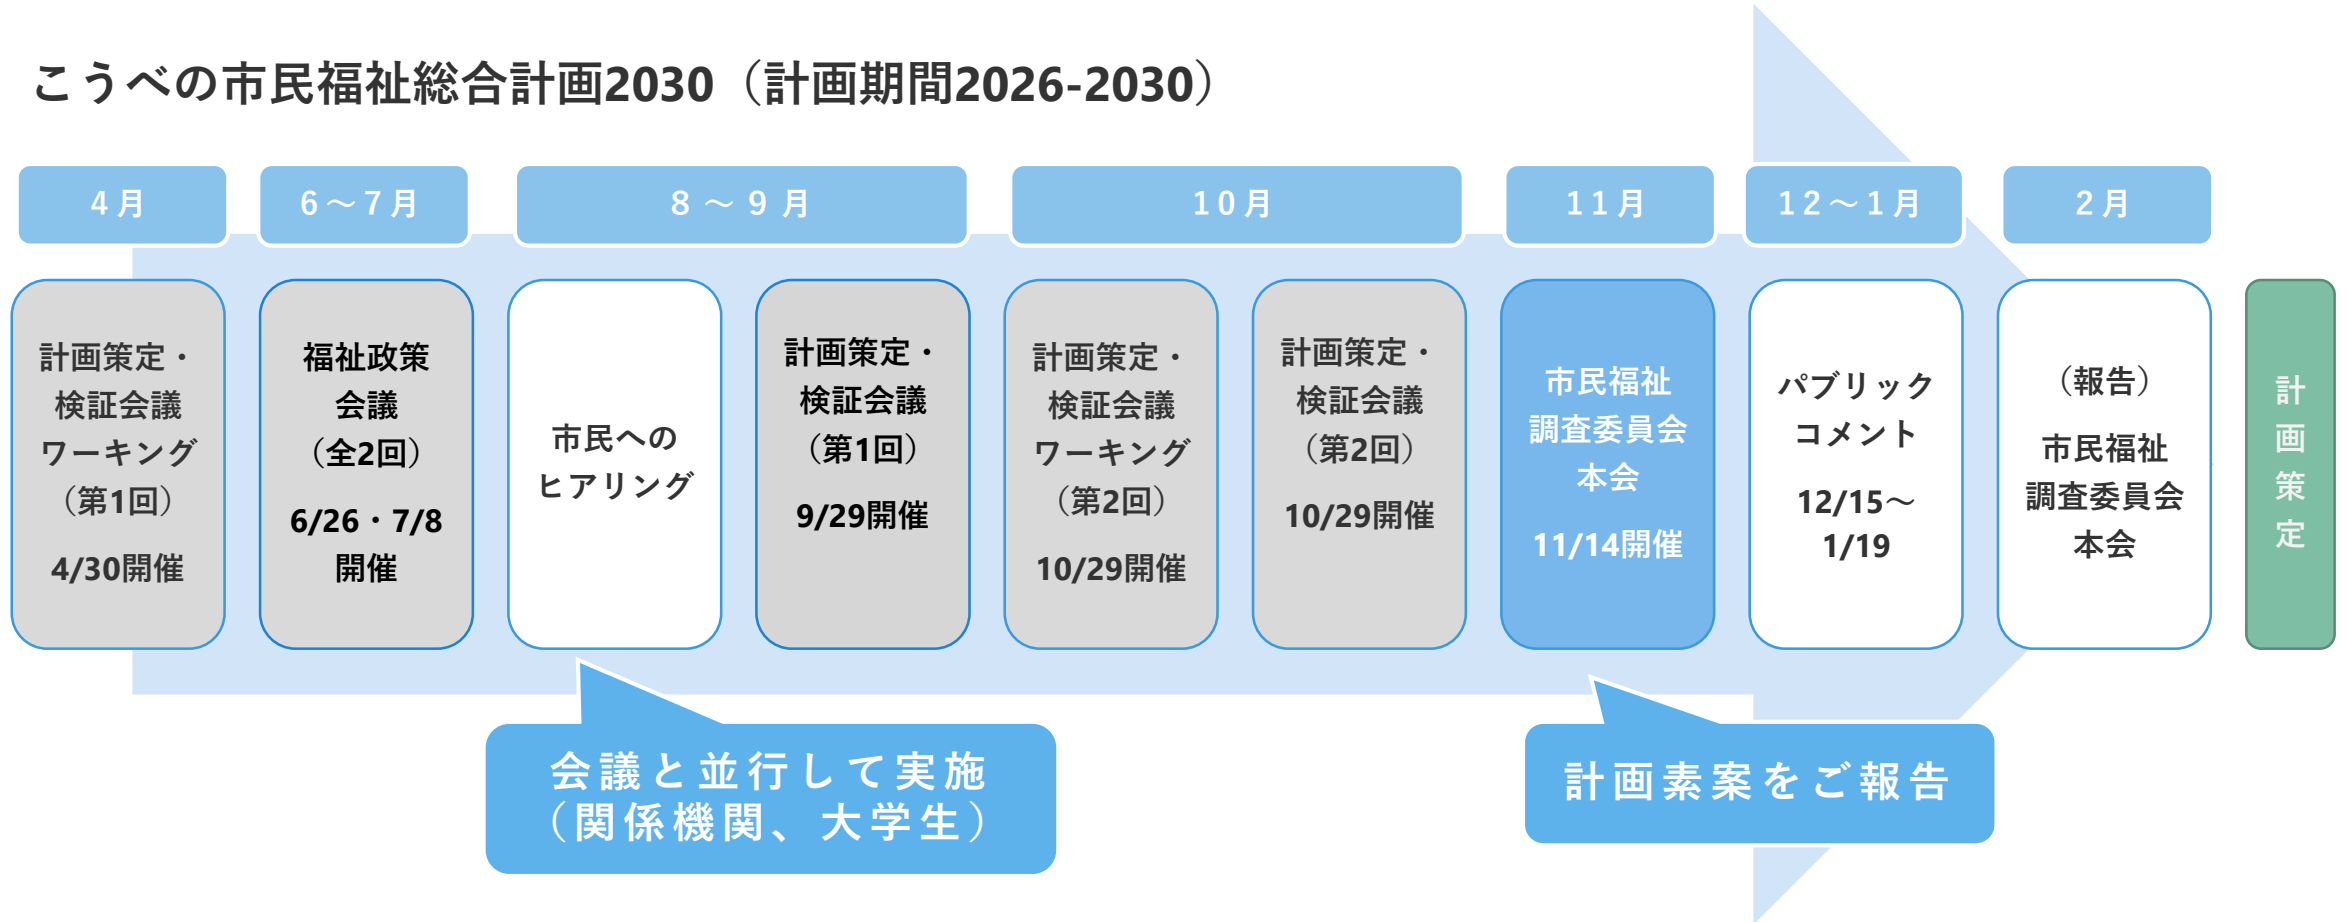 こうべの市民福祉総合計画2030（計画期間2026-2030）
4月
6～7月
8～9月
10月
11月
12～1月
2月
計画策定・
検証会議
ワーキング
（第1回）
4/30開催
福祉政策
会議
（全2回）
6/26・7/8
開催
市民への
ヒアリング
計画策定・
検証会議
（第1回）
9/29開催
計画策定・
検証会議
ワーキング
（第2回）
10/29開催
計画策定・
検証会議
（第2回）
10/29開催
市民福祉
調査委員会
本会
11/14開催
パブリック
コメント
12/15～
1/19
（報告）
市民福祉
調査委員会
本会
計画策定
会議と並行して実施
（関係機関、大学生）
計画素案をご報告